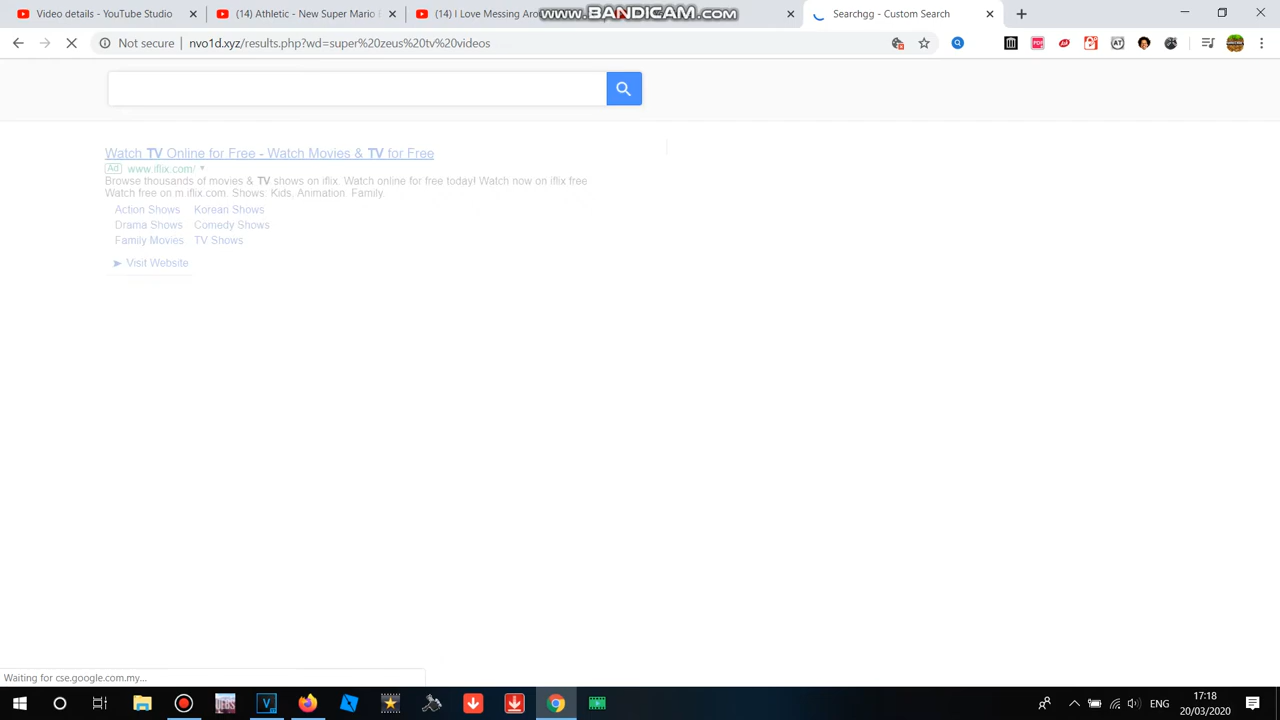 Video details - YouTube Studio
(14) Athletic - New Super Mario
(14) I Love Messing Aro
www.BANDICAM.com
Searchgg - Custom Search
Not secure
nvo1d.xyz/results.php?wd=super%20zeus%20tv%20videos
Watch TV Online for Free - Watch Movies & TV for Free
Ad www.iflix.com/
Browse thousands of movies & TV shows on iflix. Watch online for free today! Watch now on iflix free
Watch free on m iflix com. Shows: Kids, Animation, Family.
Action Shows Korean Shows
Drama Shows Comedy Shows
Family Movies TV Shows
Visit Website
Waiting for cse.google.com.my...
ENG
17:18
20/03/2020